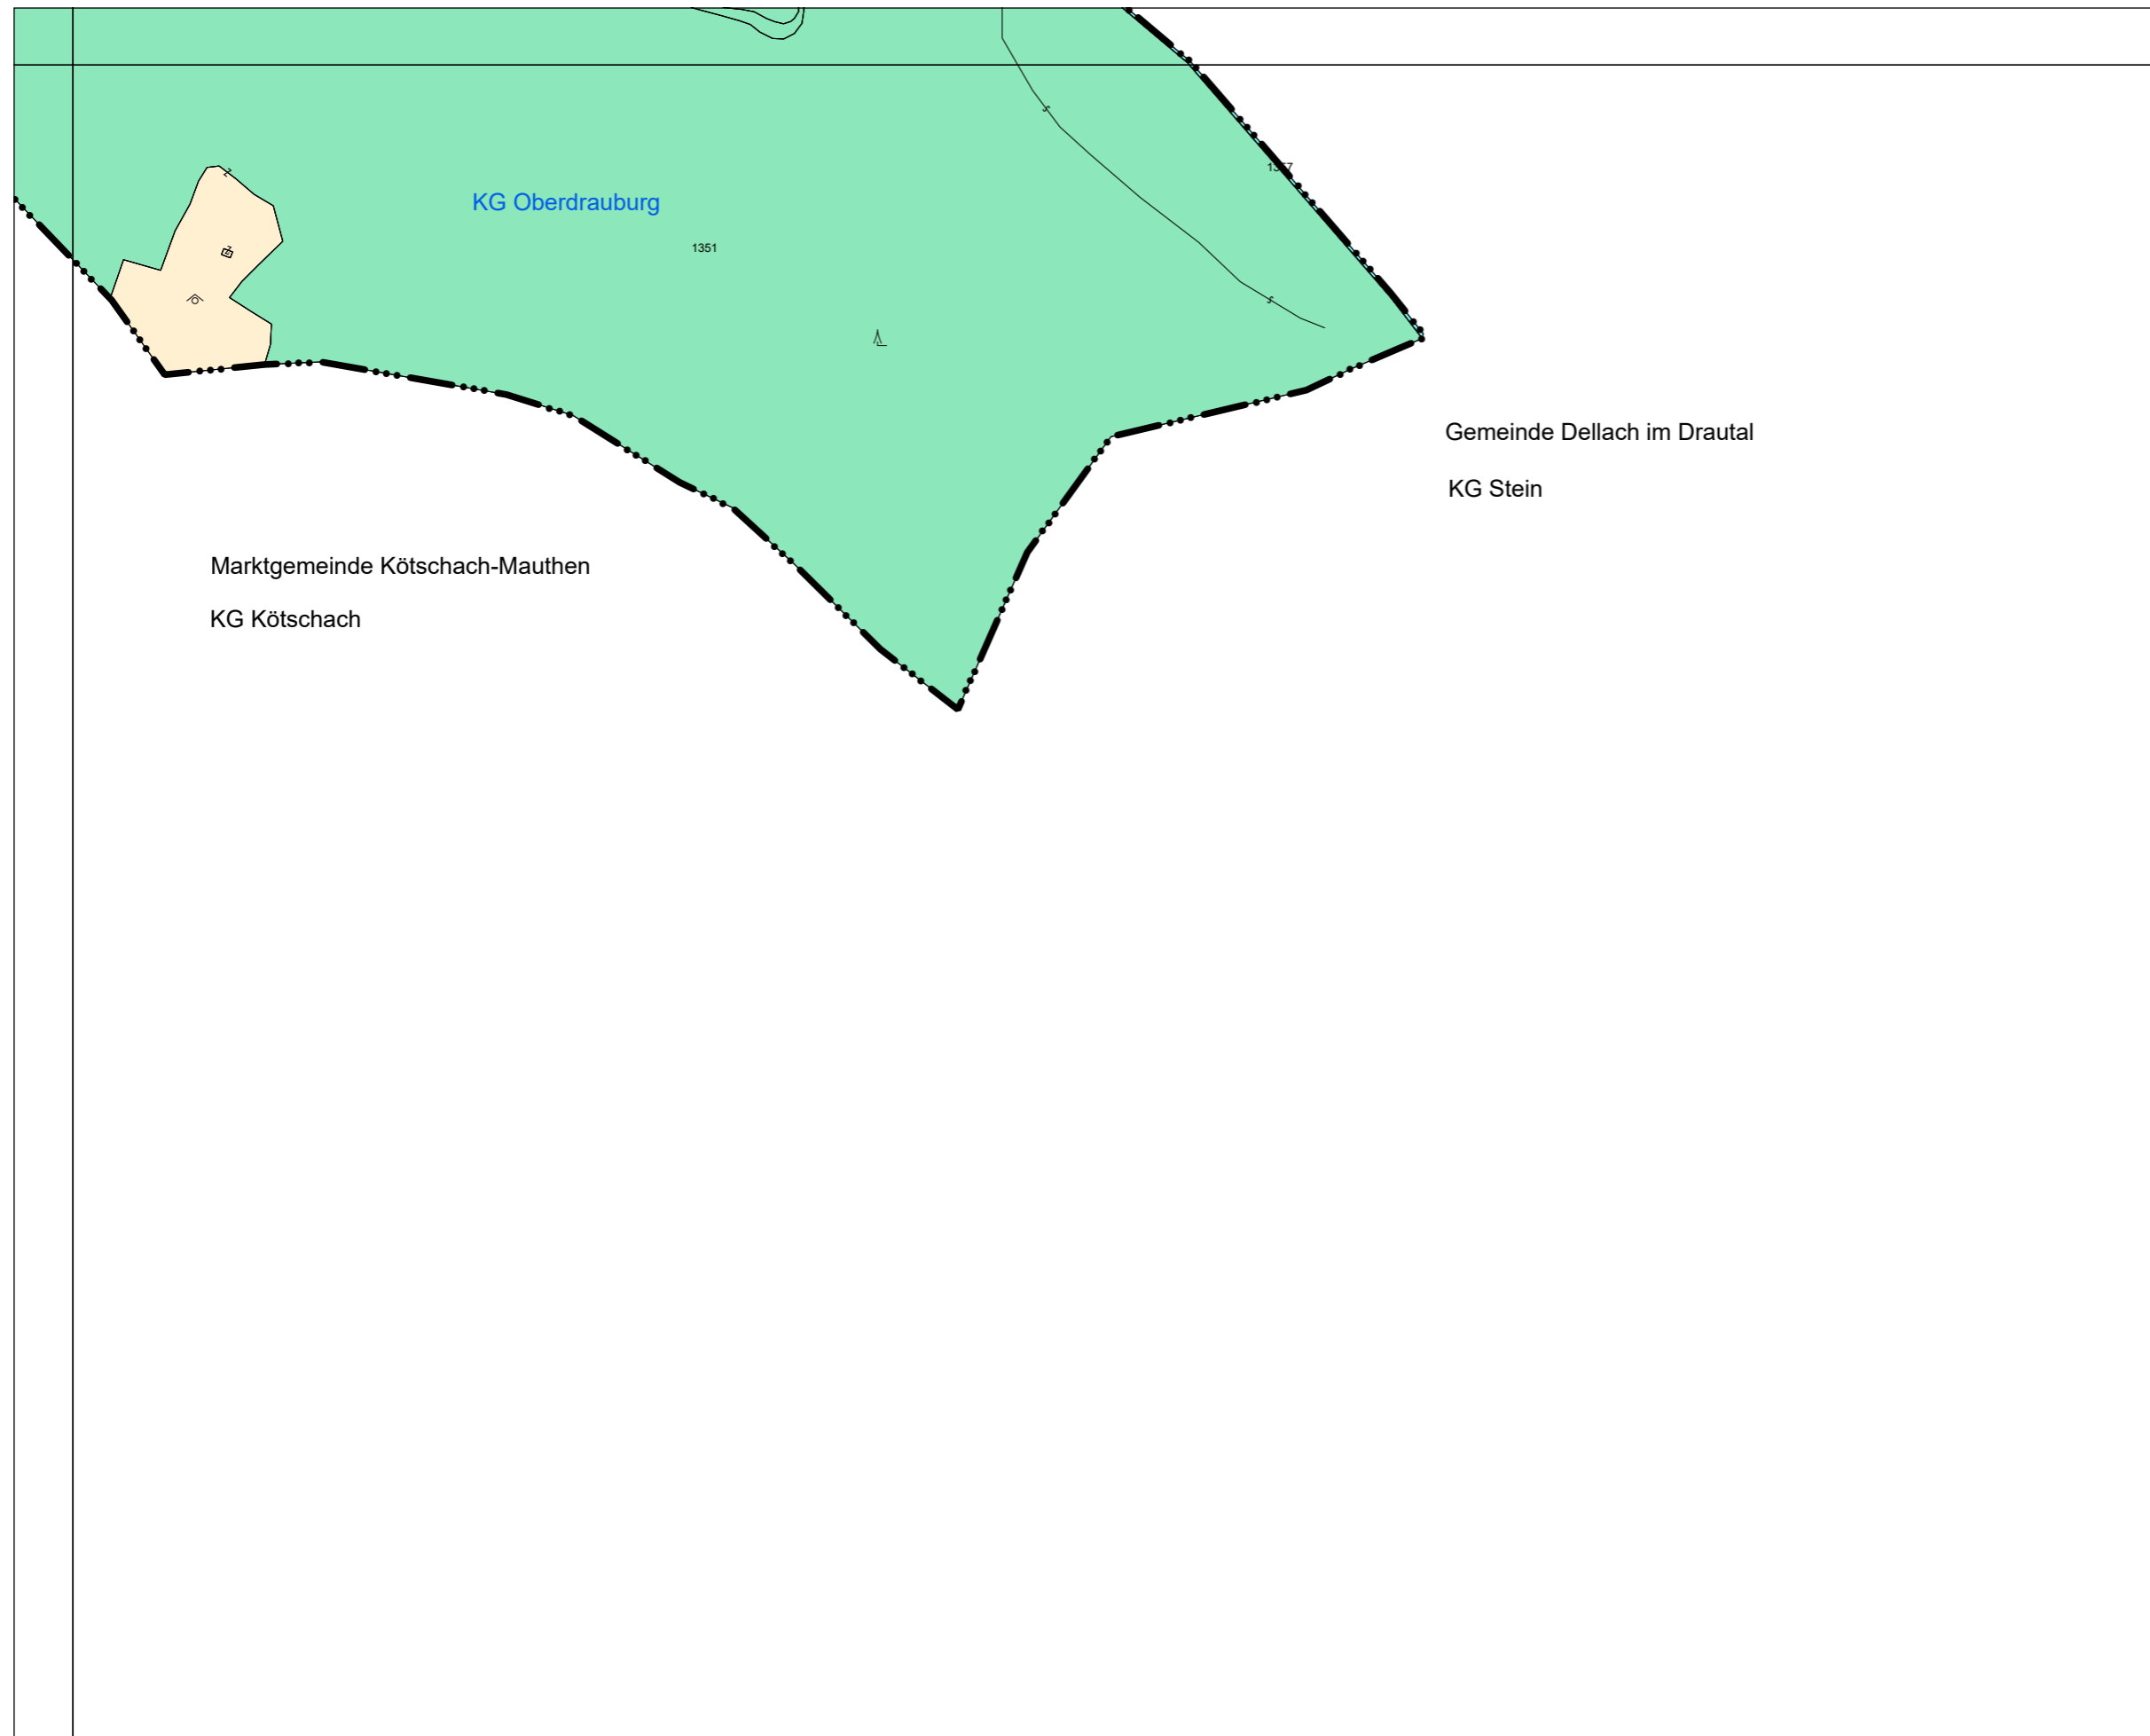 KG Oberdrauburg
1351
Gemeinde Dellach im Drautal
KG Stein
Marktgemeinde Kötschach-Mauthen
KG Kötschach